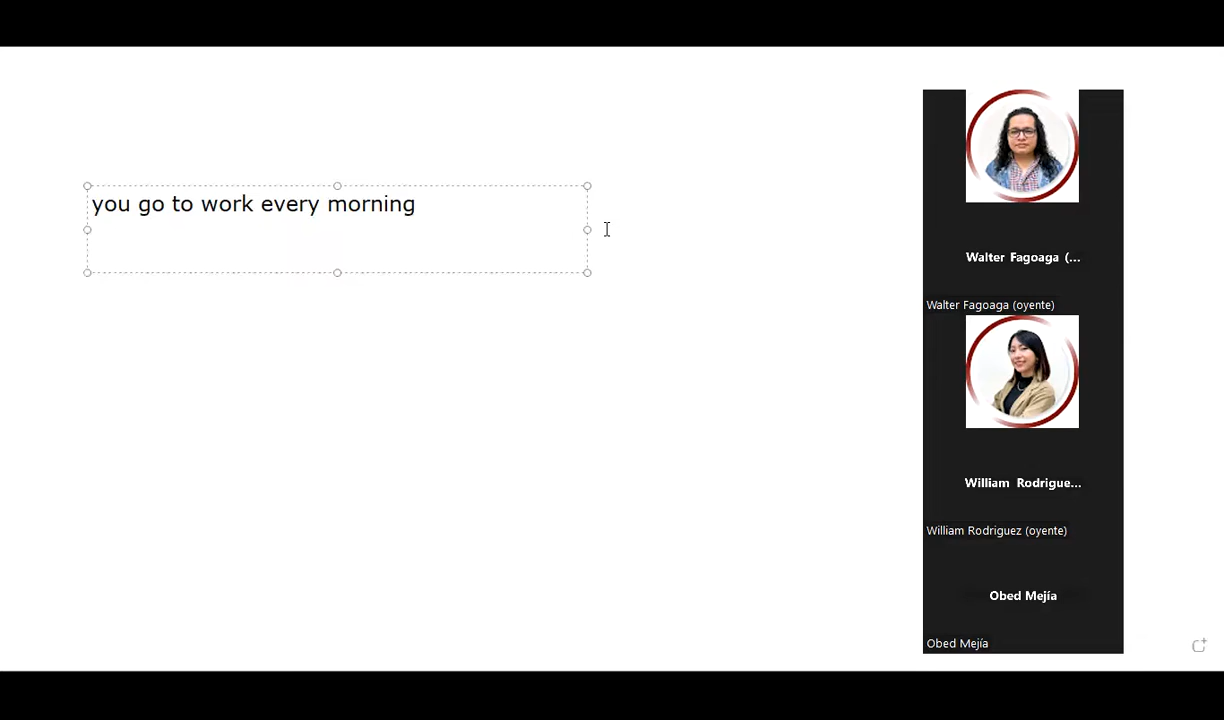 you go to work every morning
Walter Fagoaga (...
Walter Fagoaga (oyente)
William Rodrigue...
William Rodriguez (oyente)
Obed Mejía
Obed Mejía